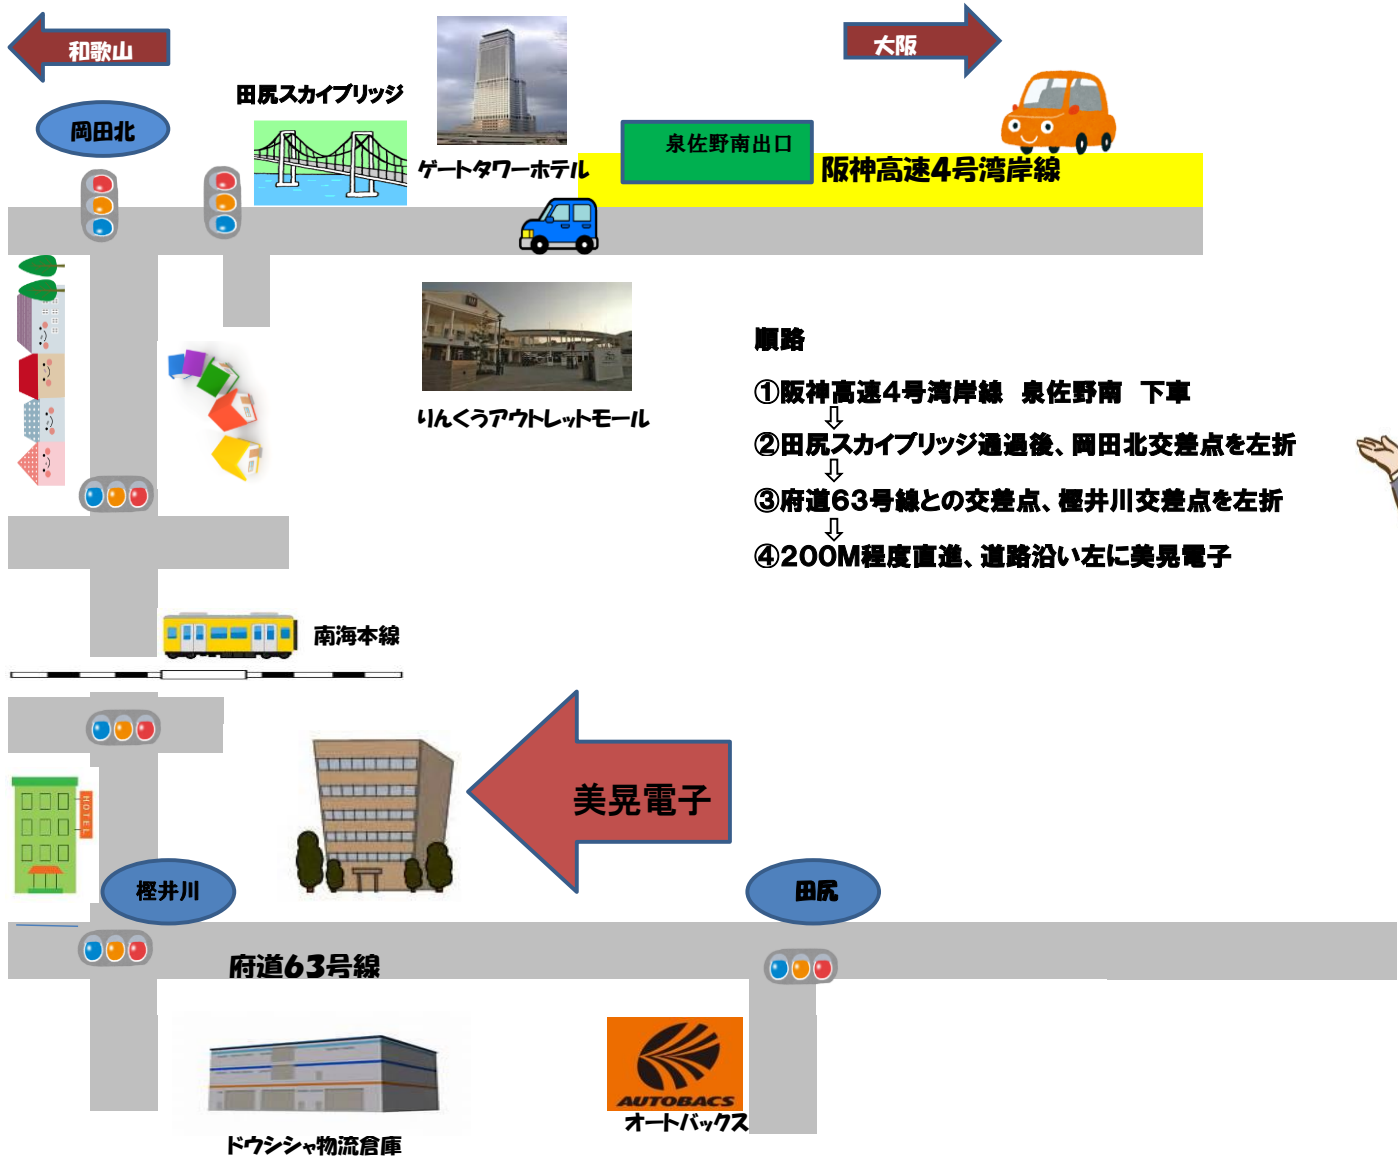 和歌山
大阪
田尻スカイブリッジ
岡田北
泉佐野南出口
ゲートタワーホテル
阪神高速4号湾岸線
順路
①阪神高速4号湾岸線　泉佐野南　下車
⇩
りんくうアウトレットモール
②田尻スカイブリッジ通過後、岡田北交差点を左折
⇩
③府道63号線との交差点、樫井川交差点を左折
⇩
④200M程度直進、道路沿い左に美晃電子
南海本線
美晃電子
HOTEL
樫井川
田尻
府道63号線
AUTOBACS
オートバックス
ドウシシャ物流倉庫